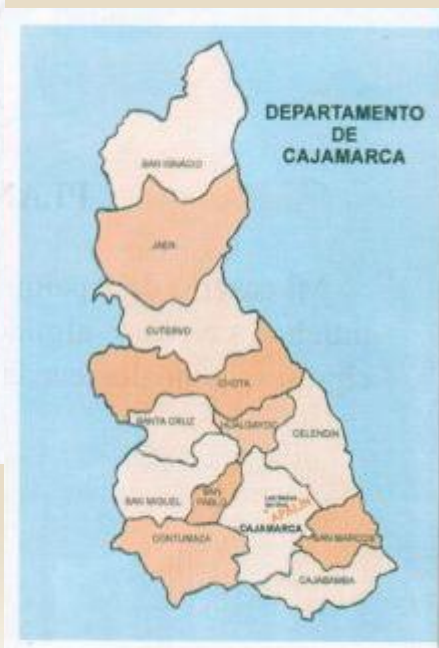 DEPARTAMENTO
DE
CAJAMARCA
SAN IGNACIO
JAEN
CUTERVO
CHOTA
SANTA CRUZ
HUALGAYOC
CELENDIN
SAN MIGUEL
SAN
PABLO
APALIN
CAJAMARCA
CONTUMAZA
SAN MARCOS
CAJABAMBA